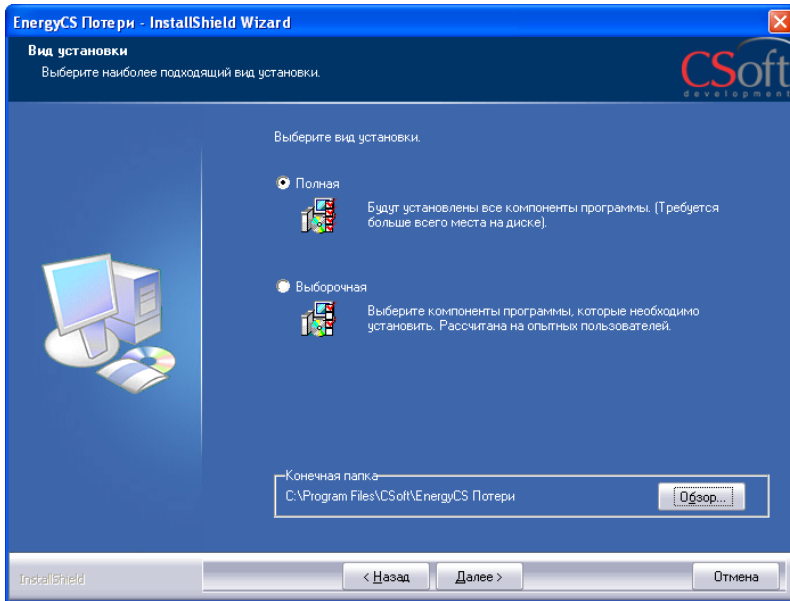 EnergyCS Потери - InstallShield Wizard
Вид установки
Выберите наиболее подходящий вид установки.
CSoft
development
Выберите вид установки.
Полная
Будут установлены все компоненты программы. (Требуется
больше всего места на диске).
Выборочная
Выберите компоненты программы, которые необходимо
установить. Рассчитана на опытных пользователей.
Конечная папка
C:\Program Files\CSoft\EnergyCS Потери
Обзор...
InstallShield
< Назад
Далее >
Отмена